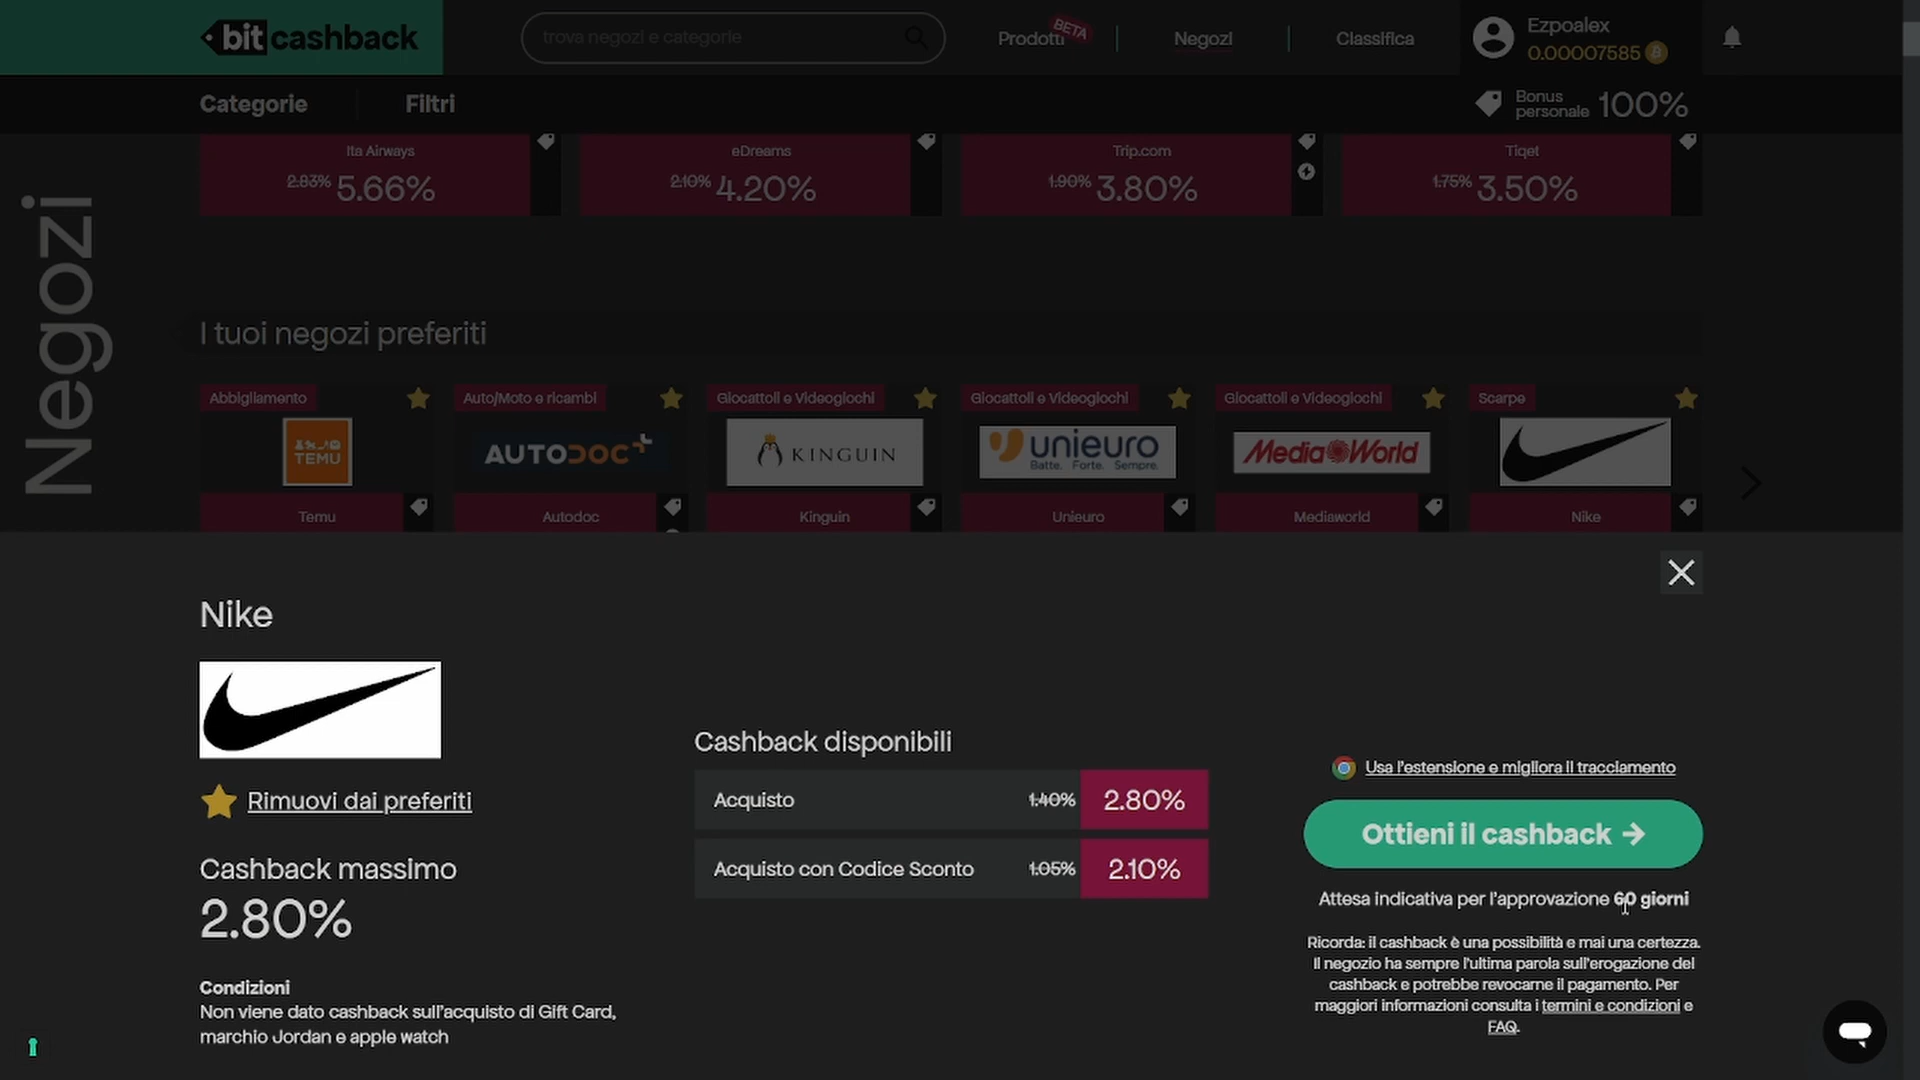 bitcashback
trova negozi e categorie
Prodotti
BETA
Negozi
Classifica
Ezpoalex
0.00007585
Categorie
Filtri
Bonus
personale
100%
Negozi
Ita Airways
2.83% 5.66%
eDreams
2.10% 4.20%
Trip.com
1.90% 3.80%
Tiqet
1.75% 3.50%
I tuoi negozi preferiti
Abbigliamento
TEMU
Temu
Auto/Moto e ricambi
AUTODOC
Autodoc
Giocattoli e Videogiochi
KINGUIN
Kinguin
Giocattoli e Videogiochi
unieuro
Batte. Forte. Sempre.
Unieuro
Giocattoli e Videogiochi
MediaWorld
Mediaworld
Scarpe
Nike
Nike
Rimuovi dai preferiti
Cashback massimo
2.80%
Condizioni
Non viene dato cashback sull'acquisto di Gift Card,
marchio Jordan e apple watch
Cashback disponibili
Acquisto 1.40% 2.80%
Acquisto con Codice Sconto 1.05% 2.10%
Usa l'estensione e migliora il tracciamento
Ottieni il cashback →
Attesa indicativa per l'approvazione 60 giorni
Ricorda: il cashback è una possibilità e mai una certezza.
Il negozio ha sempre l'ultima parola sull'erogazione del
cashback e potrebbe revocarne il pagamento. Per
maggiori informazioni consulta i termini e condizioni e
FAQ.